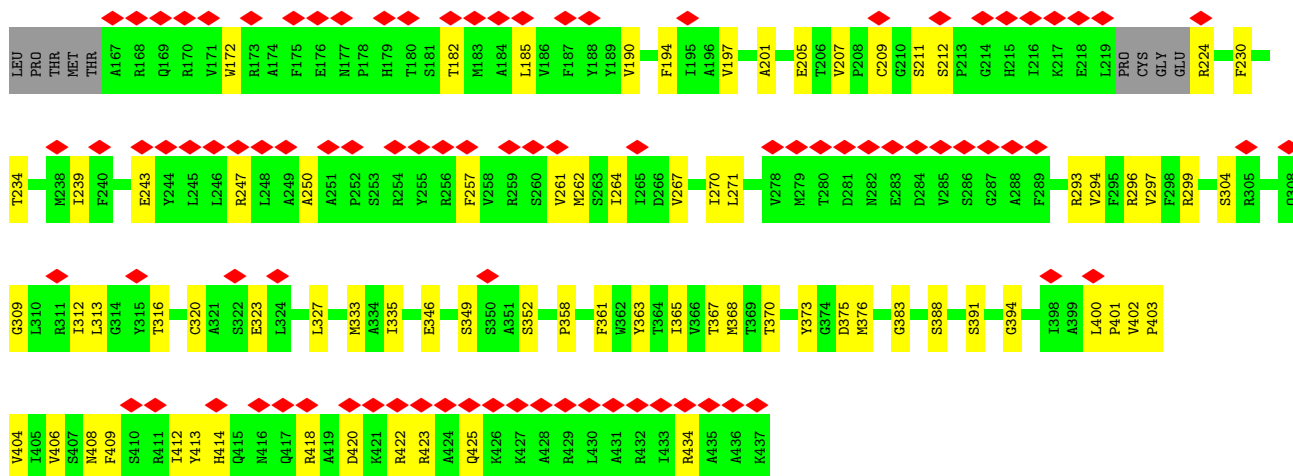 LEU PRO THR MET THR A167 R168 Q169 R170 V171 W172 R173 A174 F175 E176 N177 P178 H179 T180 S181 T182 M183 A184 L185 V186 F187 Y188 Y189 V190 F194 I195 A196 V197 A201 E205 T206 V207 P208 C209 G210 S211 S212 P213 G214 H215 I216 K217 E218 L219 PRO CYS GLY GLU R224 F230
T234 M238 I239 F240 E243 Y244 L245 L246 R247 L248 A249 A250 A251 P252 S253 R254 Y255 R256 F257 V258 R259 S260 V261 M262 S263 I264 I265 D266 V267 I270 L271 V278 M279 T280 D281 N282 E283 D284 V285 S286 G287 A288 F289 R293 V294 F295 R296 V297 F298 R299 S304 R305
G309 L310 R311 I312 L313 G314 Y315 T316 C320 A321 S322 E323 L324 L327 M333 A334 I335 E346 S349 S350 A351 S352 P358 F361 W362 Y363 T364 I365 V366 T367 M368 T369 T370 Y373 G374 D375 M376 G383 S388 S391 G394 I398 A399 L400 P401 V402 P403
V404 I405 V406 S407 N408 F409 S410 R411 I412 Y413 H414 Q415 N416 Q417 R418 A419 D420 K421 R422 R423 A424 Q425 K426 K427 A428 R429 L430 A431 R432 I433 R434 A435 A436 K437